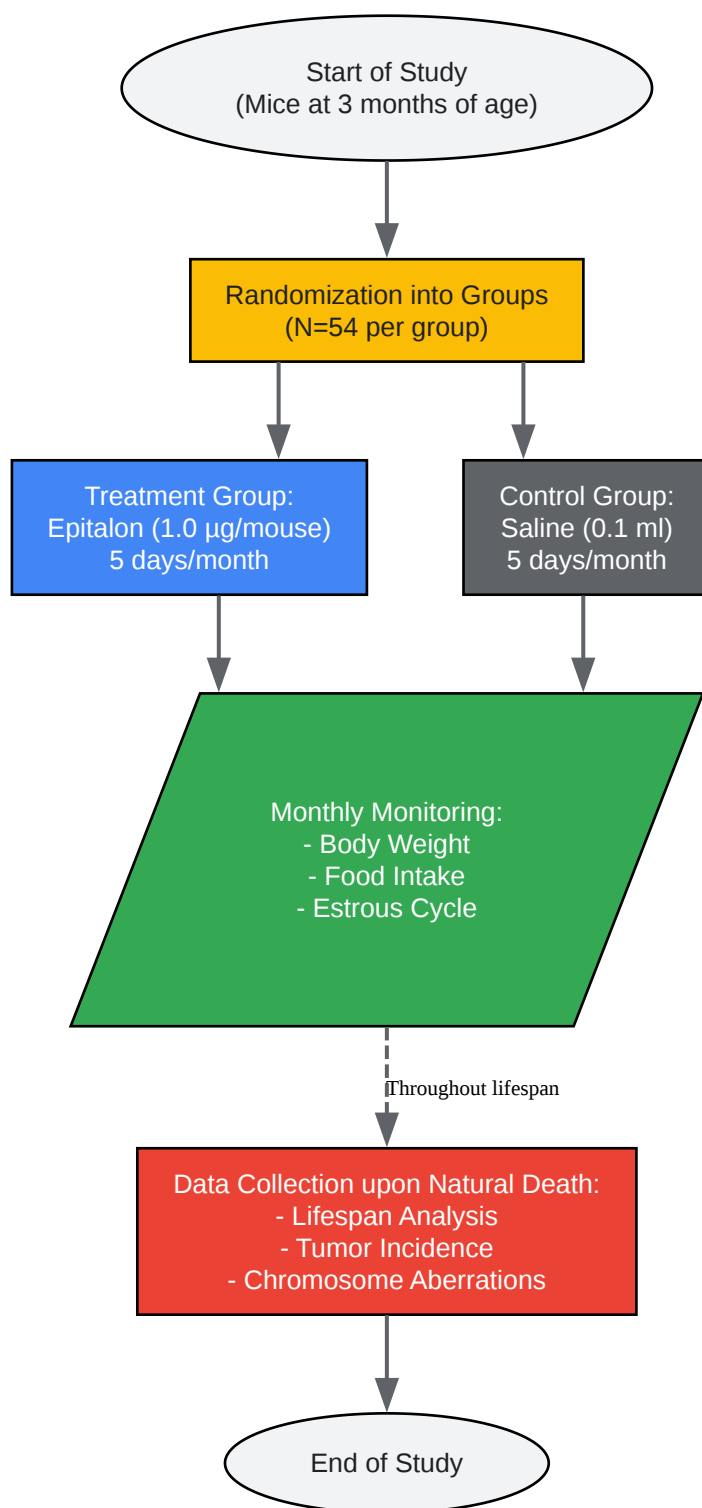 Start of Study
(Mice at 3 months of age)
Randomization into Groups
(N=54 per group)
Treatment Group:
Epitalon (1.0 µg/mouse)
5 days/month
Control Group:
Saline (0.1 ml)
5 days/month
Monthly Monitoring:
- Body Weight
- Food Intake
- Estrous Cycle
Throughout lifespan
Data Collection upon Natural Death:
- Lifespan Analysis
- Tumor Incidence
- Chromosome Aberrations
End of Study